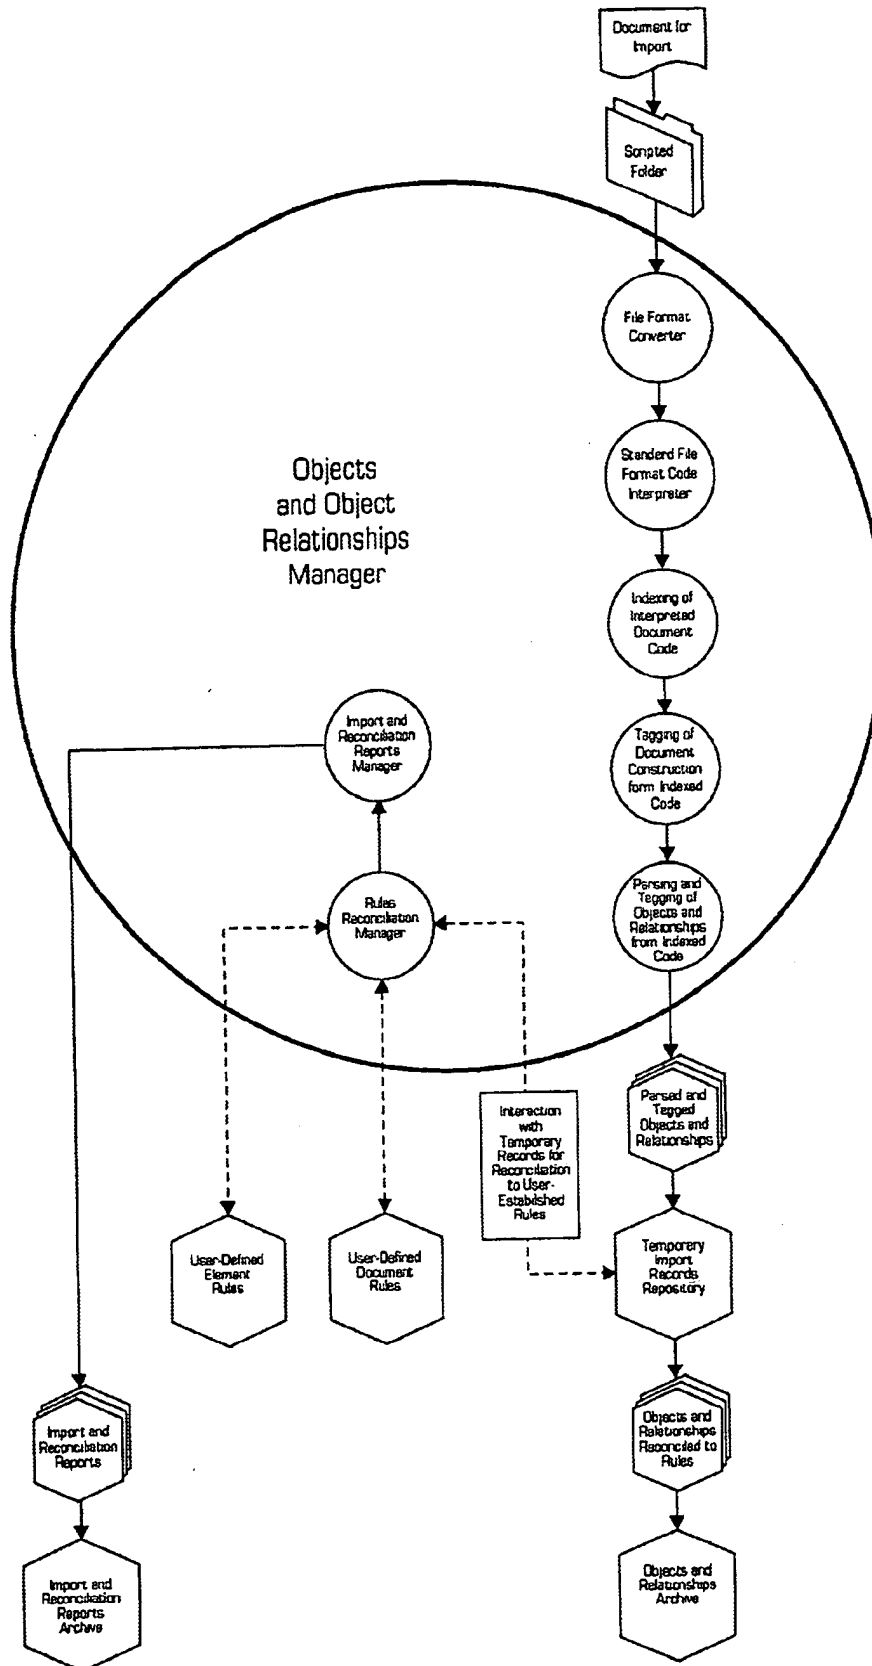 Document for
Import
Scripted
Folder
File Format
Converter
Standard File
Format Code
Interpreter
Objects
and Object
Relationships
Manager
Indexing of
Interpreted
Document
Code
Import and
Reconciliation
Reports
Manager
Tagging of
Document
Construction
form Indexed
Code
Rules
Reconciliation
Manager
Parsing and
Tagging of
Objects and
Relationships
from Indexed
Code
Interaction
with
Temporary
Records for
Reconciliation
to User-
Established
Rules
Parsed and
Tagged
Objects and
Relationships
User-Defined
Element
Rules
User-Defined
Document
Rules
Temporary
Import
Records
Repository
Import and
Reconciliation
Reports
Objects and
Relationships
Reconciled to
Rules
Import and
Reconciliation
Reports
Archive
Objects and
Relationships
Archive